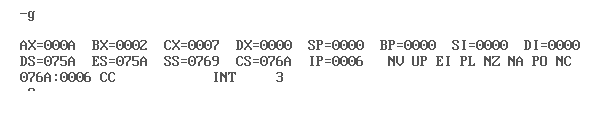 -g
AX=000A BX=0002 CX=0007 DX=0000 SP=0000 BP=0000 SI=0000 DI=0000
DS=075A ES=075A SS=0769 CS=076A IP=0006 NV UP EI PL NZ NA PO NC
076A:0006 CC INT 3